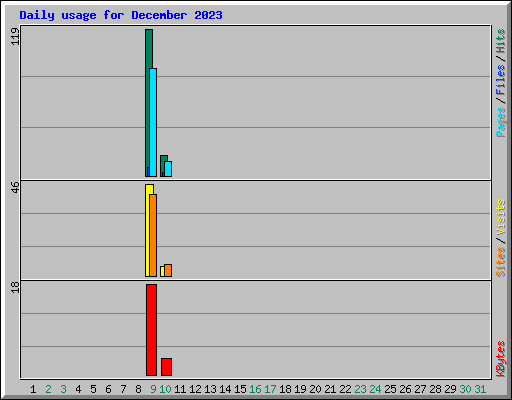 Daily usage for December 2023
119
46
18
Pages / Files / Hits
Sites / Visits
KBytes
1 2 3 4 5 6 7 8 9 10 11 12 13 14 15 16 17 18 19 20 21 22 23 24 25 26 27 28 29 30 31